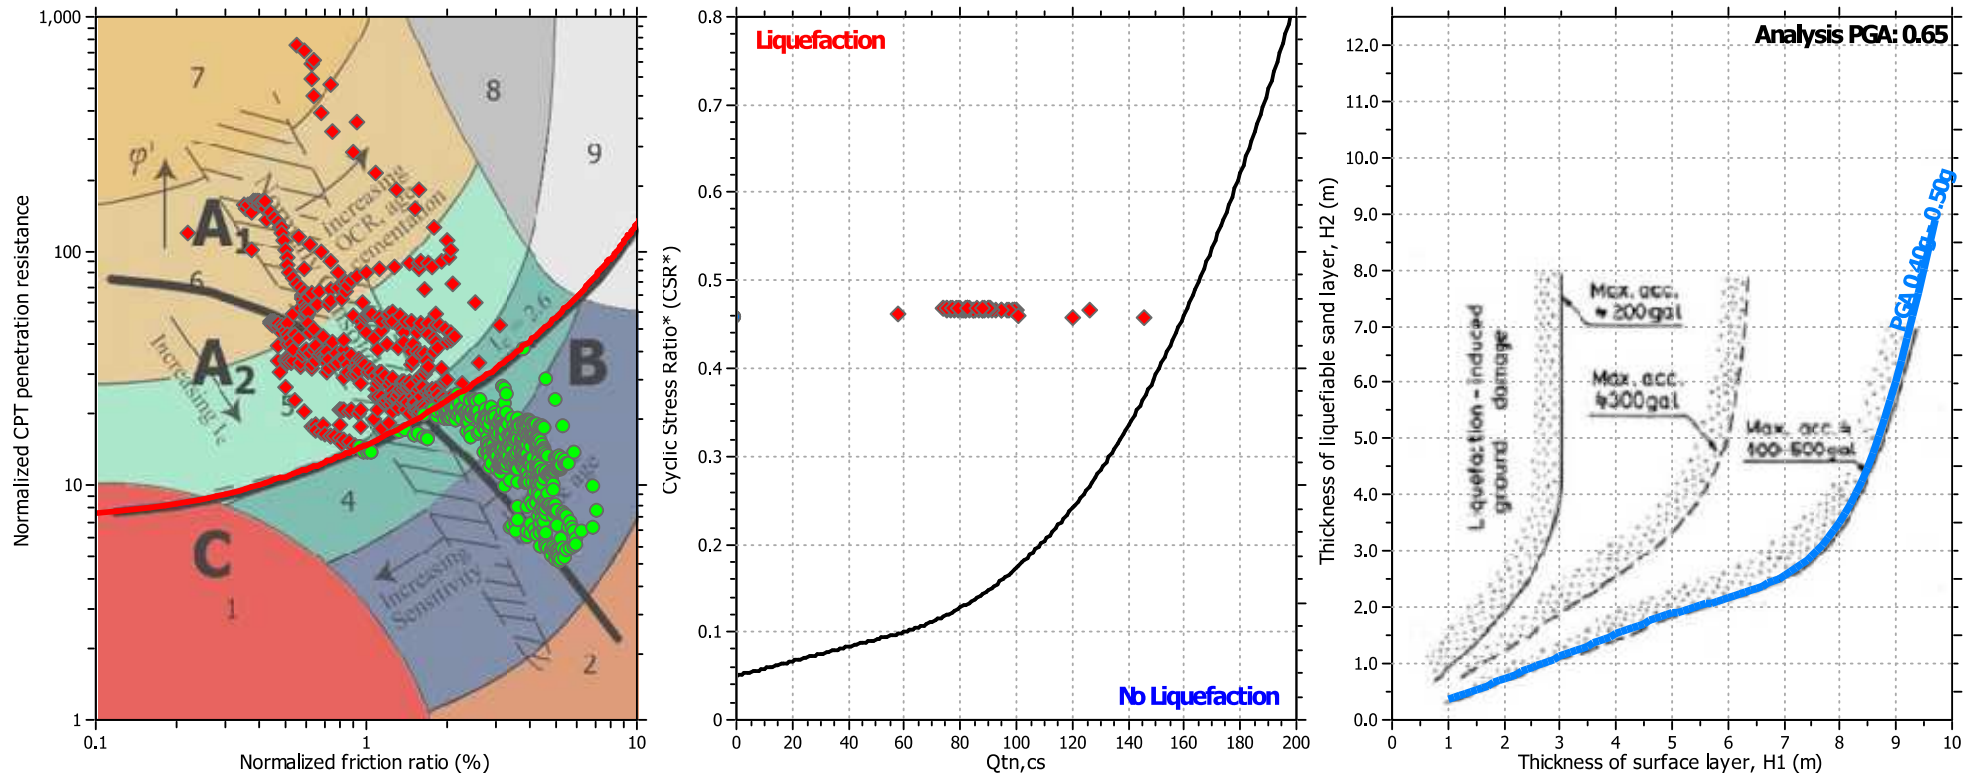 1,000
100
10
1
0.1
1
10
Normalized CPT penetration resistance
Normalized friction ratio (%)
7
8
9
φ'
A1
6
A2
5
B
4
C
1
2
Increasing
OCR, age
cementation
Increasing Ic
Ic = 2.6
Increasing
Sensitivity
Liquefaction
No Liquefaction
0.8
0.7
0.6
0.5
0.4
0.3
0.2
0.1
0
0
20
40
60
80
100
120
140
160
180
200
Cyclic Stress Ratio* (CSR*)
Qtn,cs
Analysis PGA: 0.65
12.0
11.0
10.0
9.0
8.0
7.0
6.0
5.0
4.0
3.0
2.0
1.0
0.0
0
1
2
3
4
5
6
7
8
9
10
Thickness of liquefiable sand layer, H2 (m)
Thickness of surface layer, H1 (m)
L quefaction - induced
ground damage
Max. acc.
≒ 200gal
Max. acc.
≒300gal
Max. acc ≒
400-500gal
PGA 0.40g - 0.50g